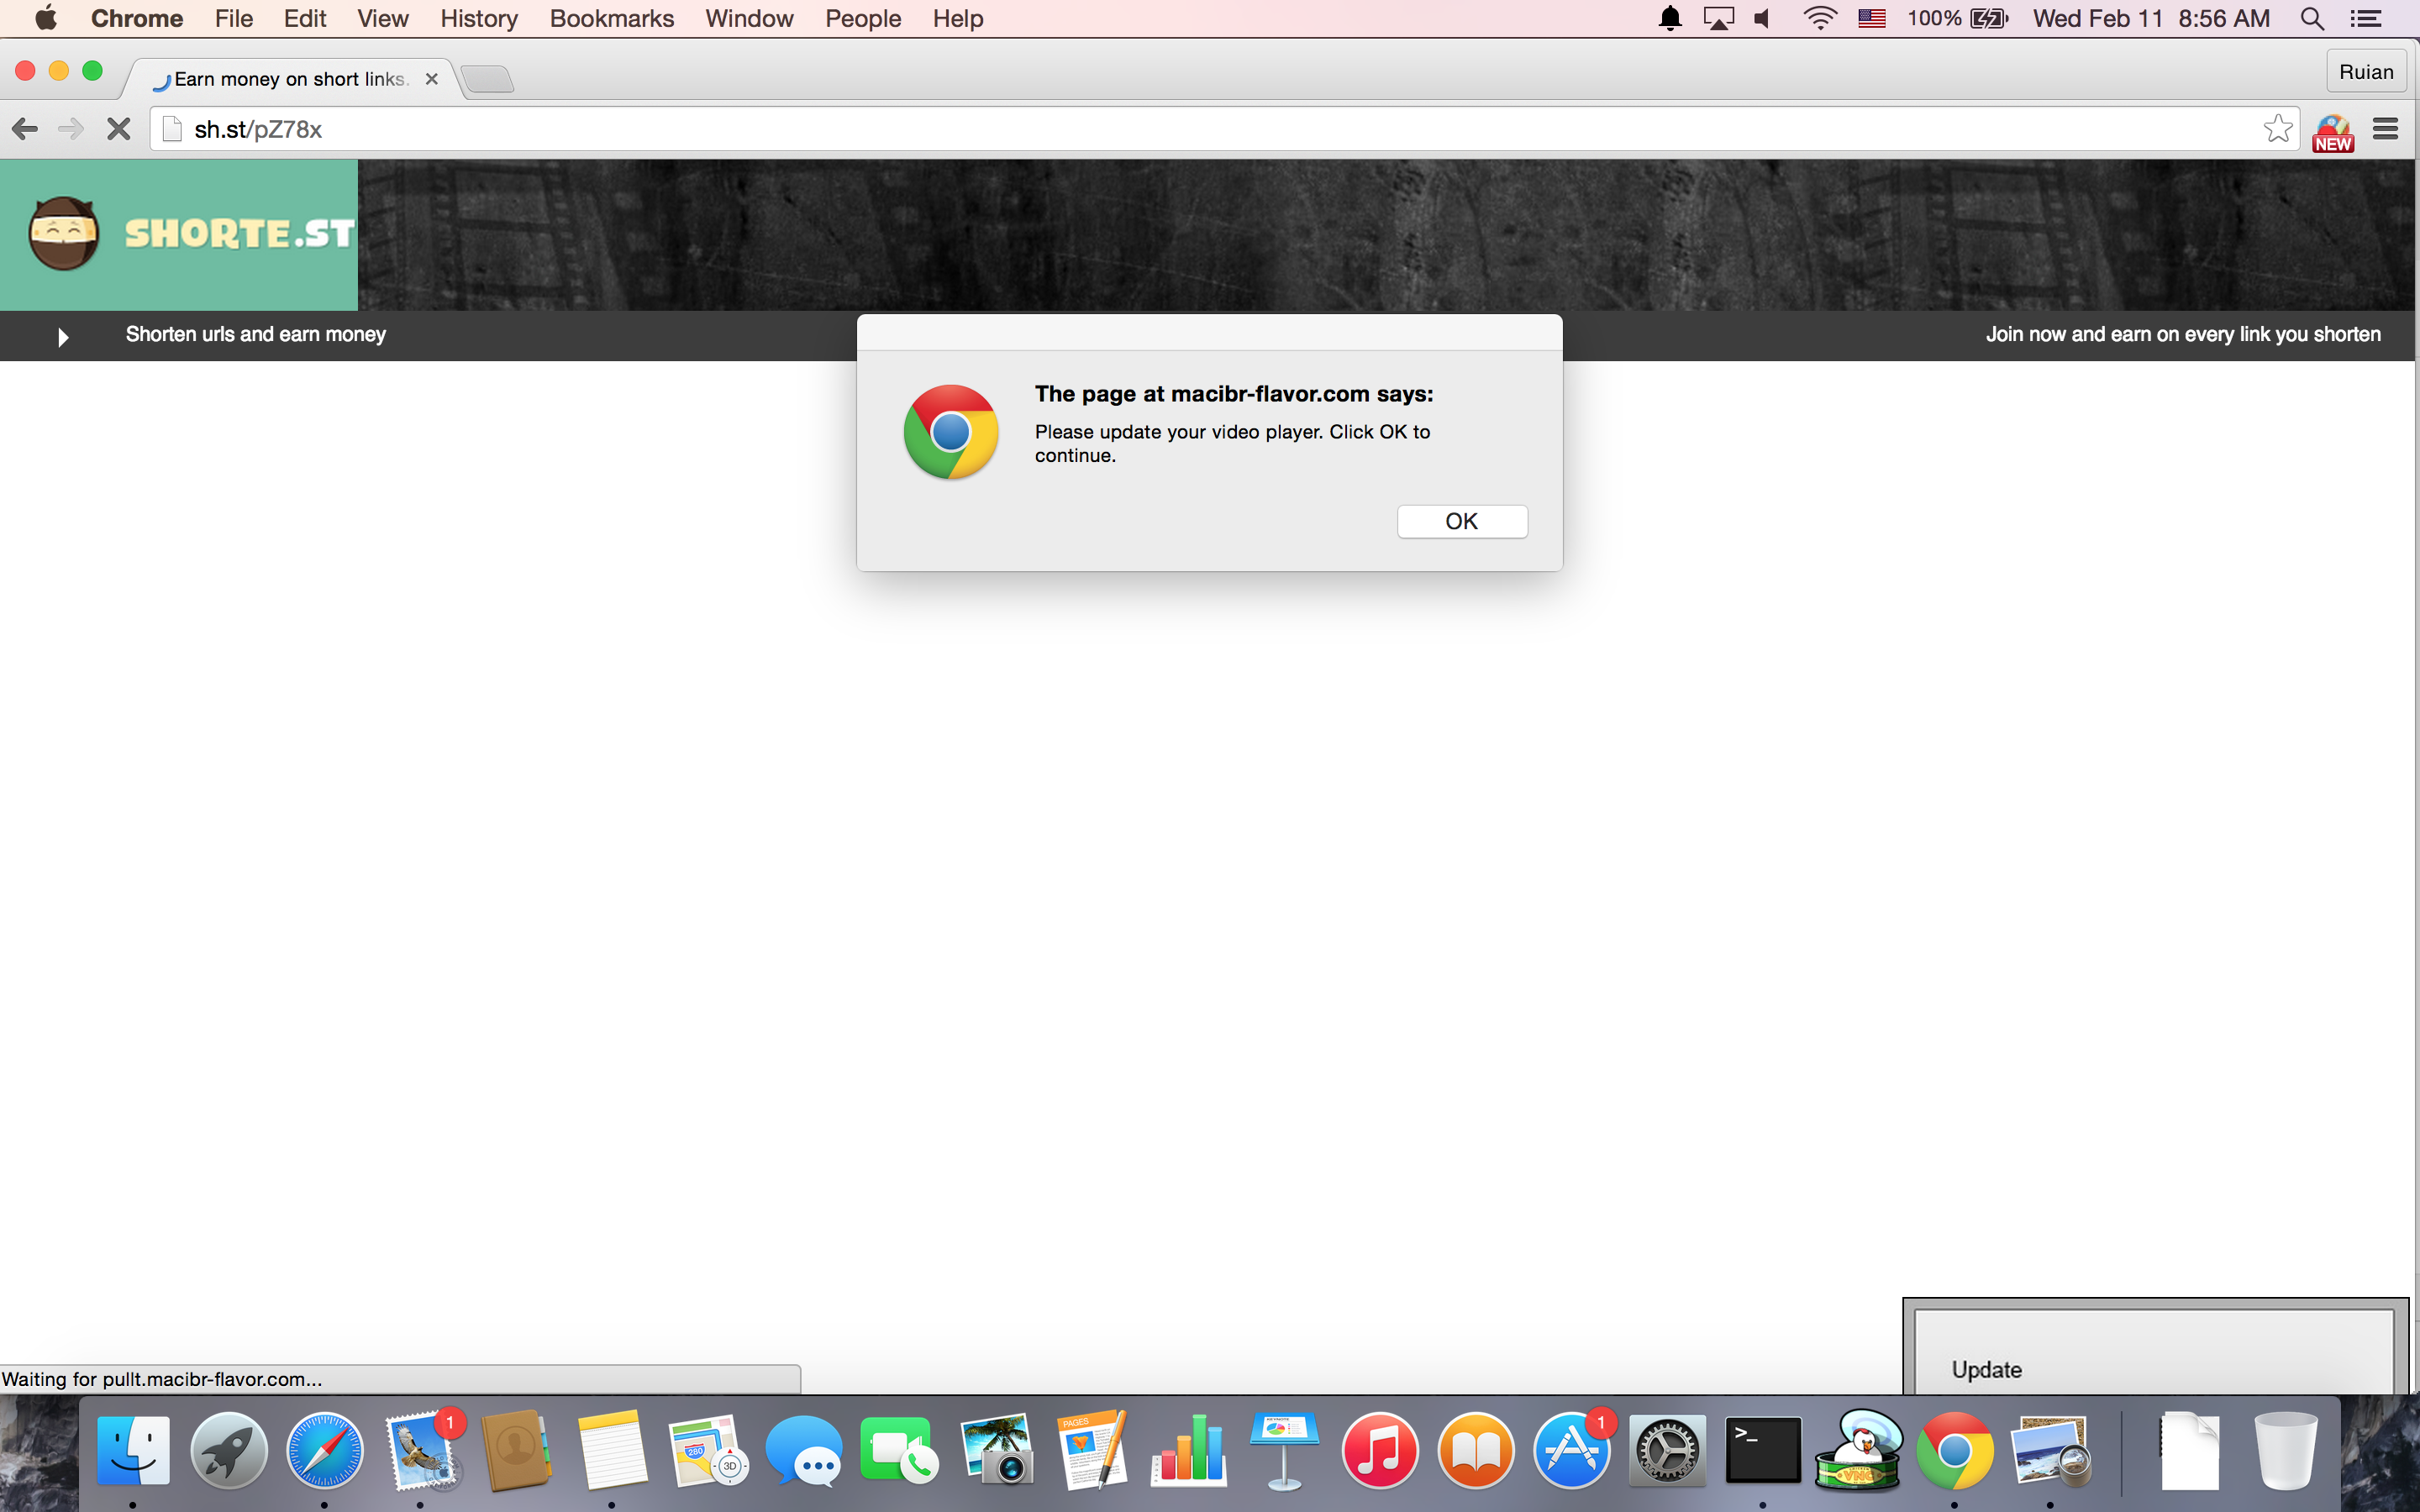 Chrome File Edit View History Bookmarks Window People Help 100% Wed Feb 11 8:56 AM
Earn money on short links.
Ruian
sh.st/pZ78x
NEW
SHORTE.ST
Shorten urls and earn money
Join now and earn on every link you shorten
The page at macibr-flavor.com says:
Please update your video player. Click OK to
continue.
OK
Update
Waiting for pullt.macibr-flavor.com...
1
280
3D
PAGES
KEYNOTE
1
>_
VNC